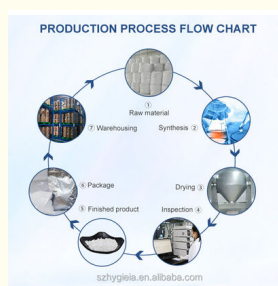 PRODUCTION PROCESS FLOW CHART
① Raw material
Synthesis ②
Drying ③
Inspection ④
⑤ Finished product
⑥ Package
⑦ Warehousing
szhygieia.en.alibaba.com